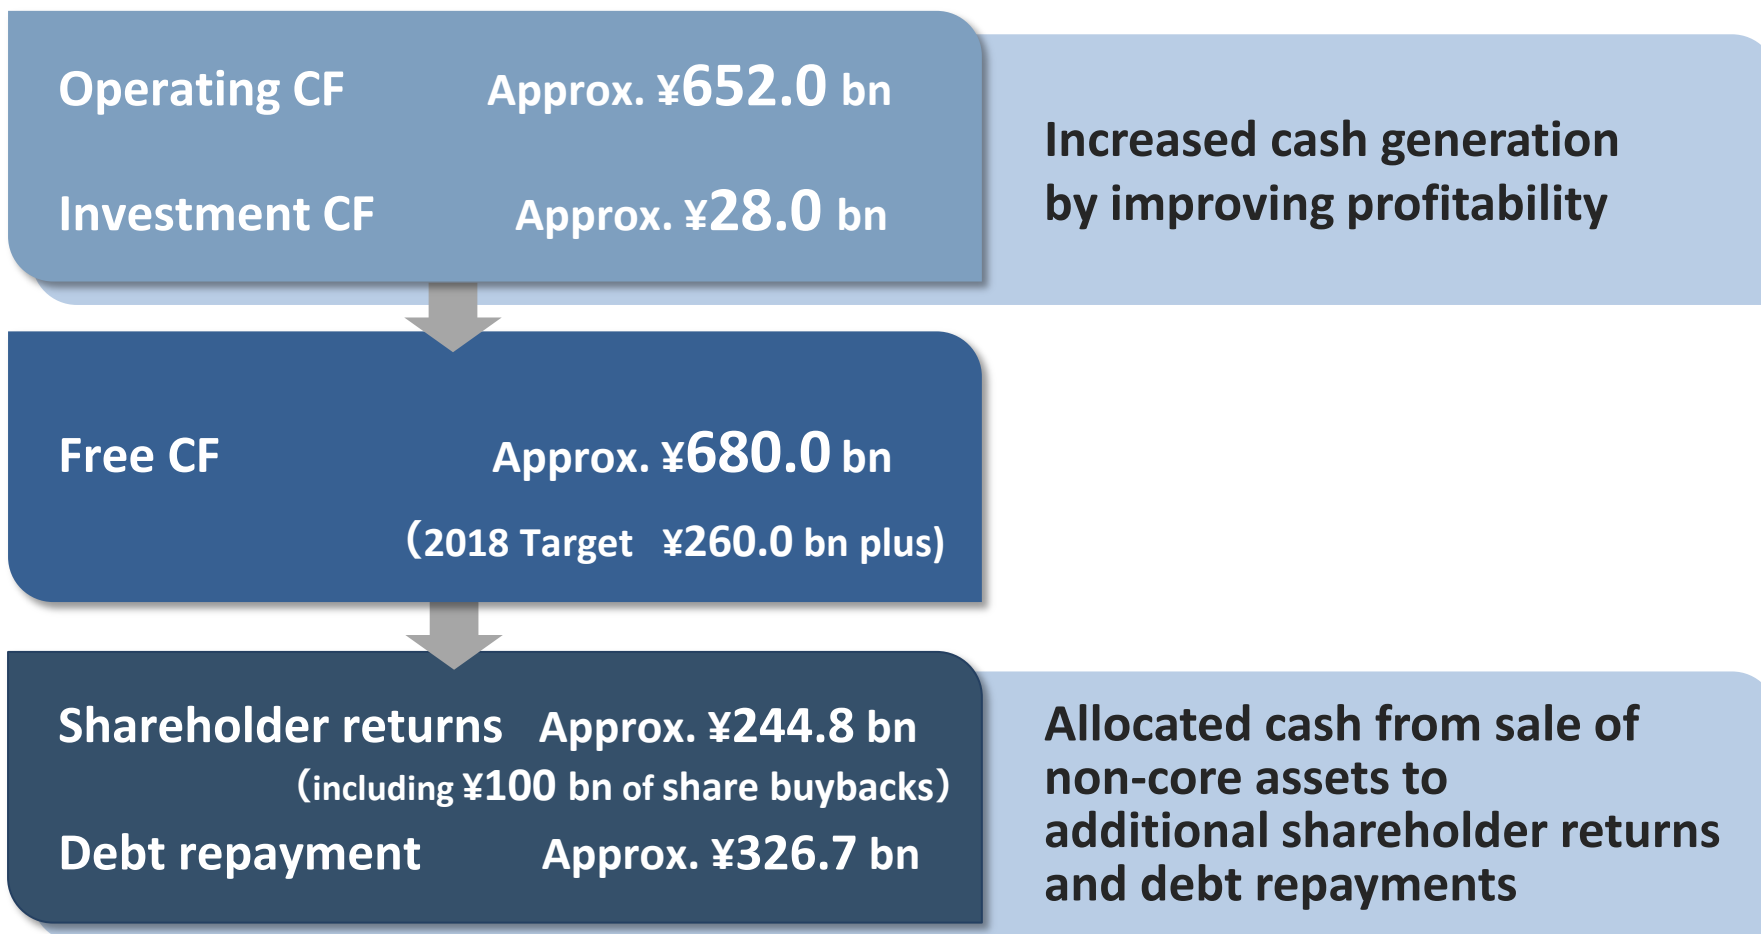 Operating CF Approx. ¥652.0 bn
Investment CF Approx. ¥28.0 bn
Increased cash generation
by improving profitability
Free CF Approx. ¥680.0 bn
(2018 Target ¥260.0 bn plus)
Shareholder returns Approx. ¥244.8 bn
(including ¥100 bn of share buybacks)
Debt repayment Approx. ¥326.7 bn
Allocated cash from sale of
non-core assets to
additional shareholder returns
and debt repayments